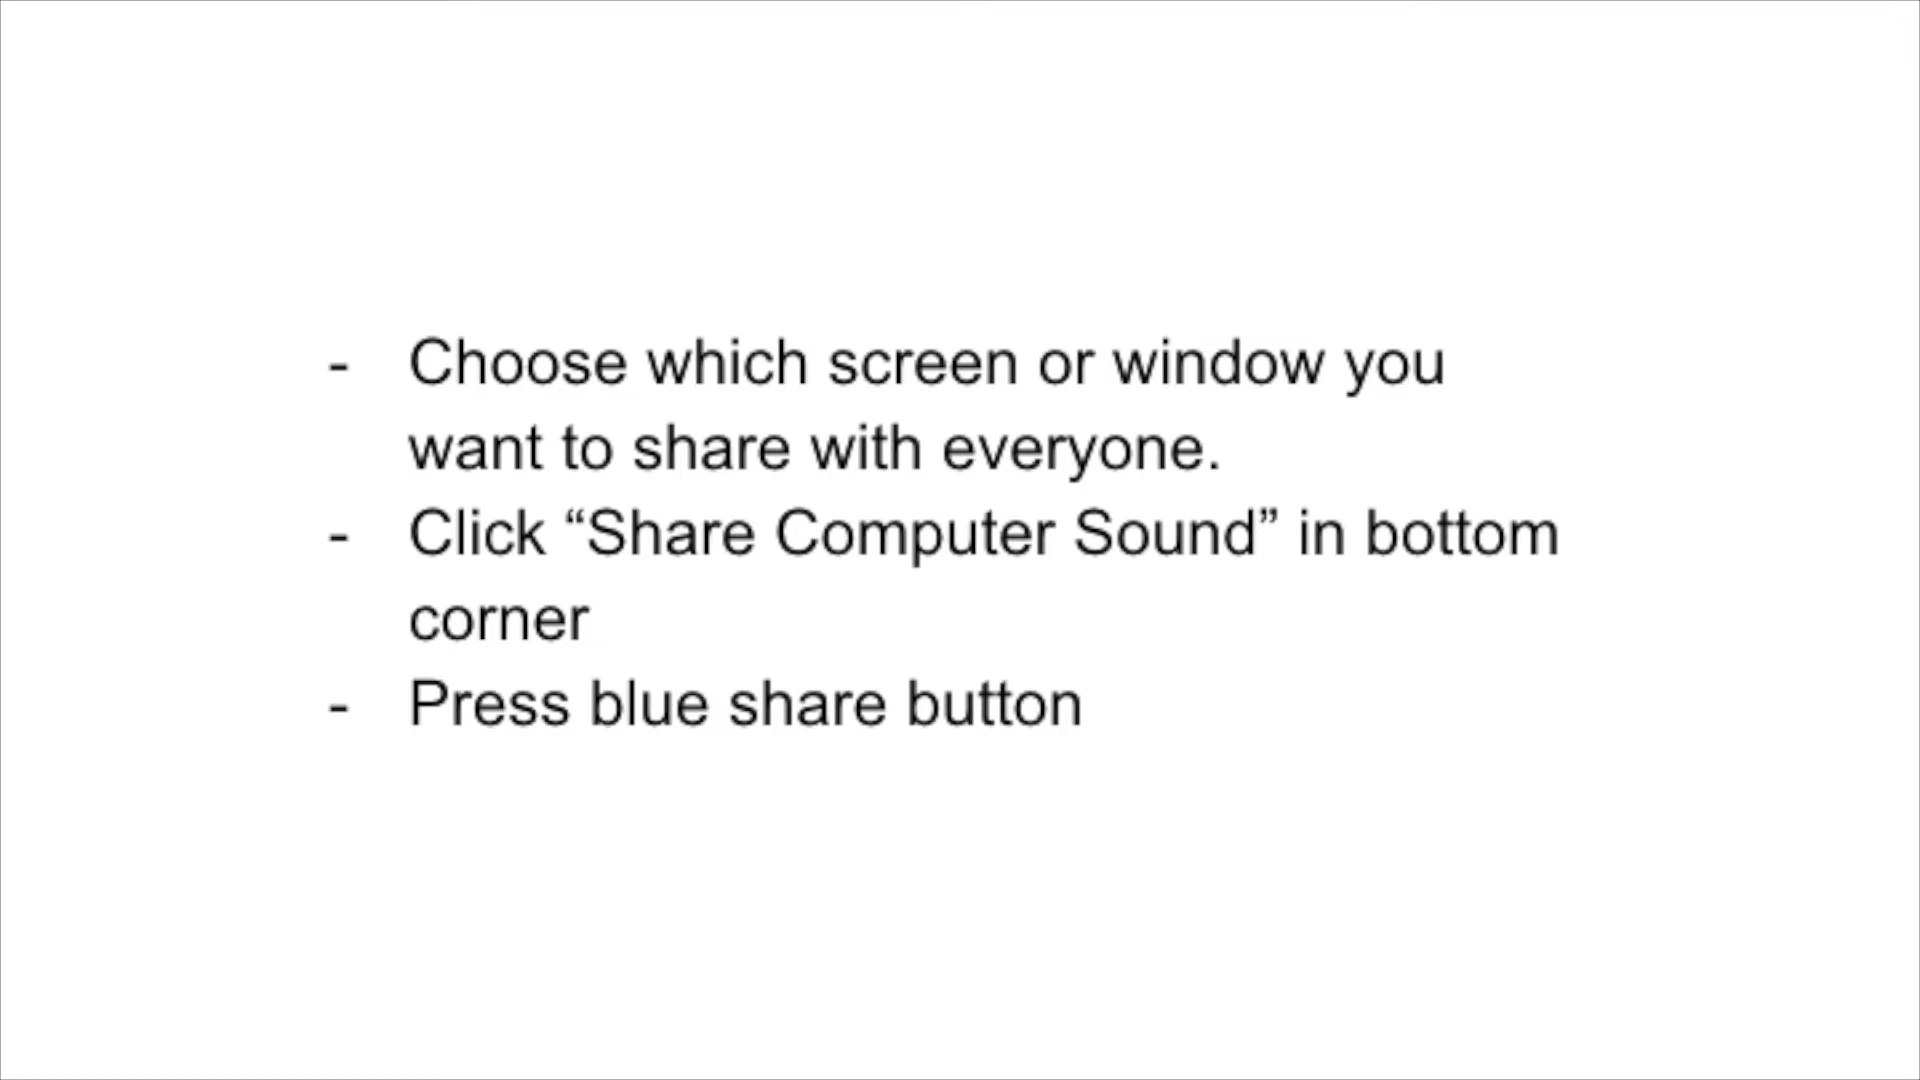 - Choose which screen or window you
want to share with everyone.
- Click “Share Computer Sound” in bottom
corner
- Press blue share button